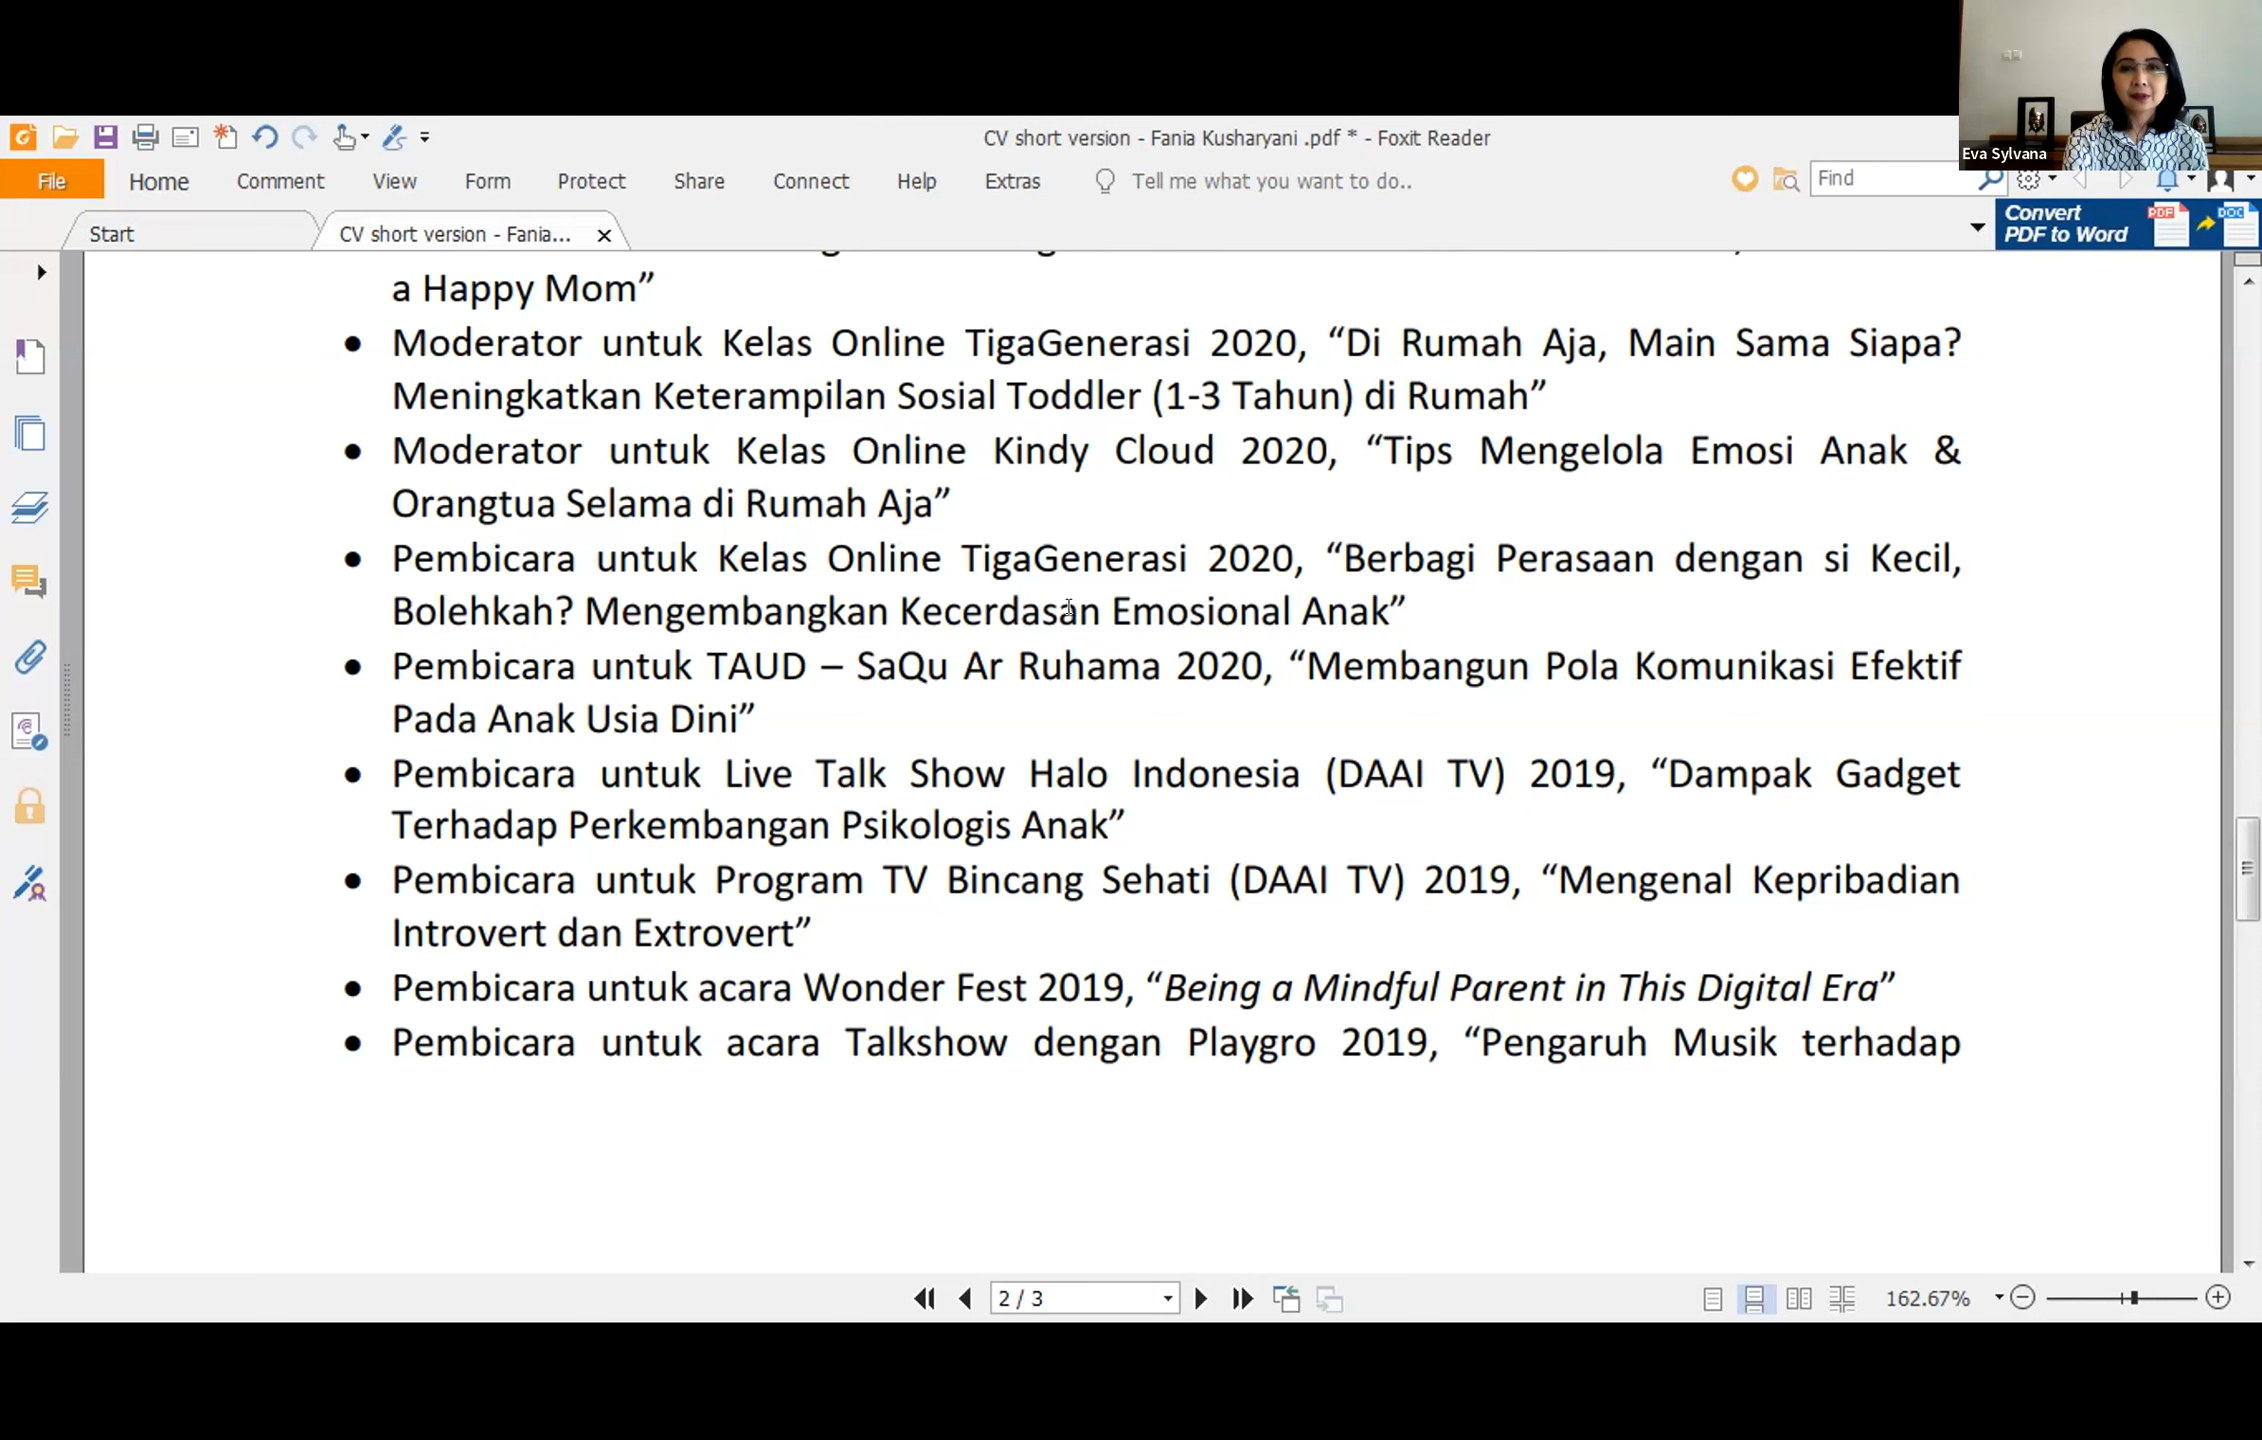 Eva Sylvana
CV short version - Fania Kusharyani .pdf * - Foxit Reader
File Home Comment View Form Protect Share Connect Help Extras Tell me what you want to do.. Find
Start CV short version - Fania...
Convert
PDF to Word
PDF DOC
a Happy Mom”
● Moderator untuk Kelas Online TigaGenerasi 2020, “Di Rumah Aja, Main Sama Siapa?
Meningkatkan Keterampilan Sosial Toddler (1-3 Tahun) di Rumah”
● Moderator untuk Kelas Online Kindy Cloud 2020, “Tips Mengelola Emosi Anak &
Orangtua Selama di Rumah Aja”
● Pembicara untuk Kelas Online TigaGenerasi 2020, “Berbagi Perasaan dengan si Kecil,
Bolehkah? Mengembangkan Kecerdasan Emosional Anak”
● Pembicara untuk TAUD – SaQu Ar Ruhama 2020, “Membangun Pola Komunikasi Efektif
Pada Anak Usia Dini”
● Pembicara untuk Live Talk Show Halo Indonesia (DAAI TV) 2019, “Dampak Gadget
Terhadap Perkembangan Psikologis Anak”
● Pembicara untuk Program TV Bincang Sehati (DAAI TV) 2019, “Mengenal Kepribadian
Introvert dan Extrovert”
● Pembicara untuk acara Wonder Fest 2019, “Being a Mindful Parent in This Digital Era”
● Pembicara untuk acara Talkshow dengan Playgro 2019, “Pengaruh Musik terhadap
2 / 3
162.67%